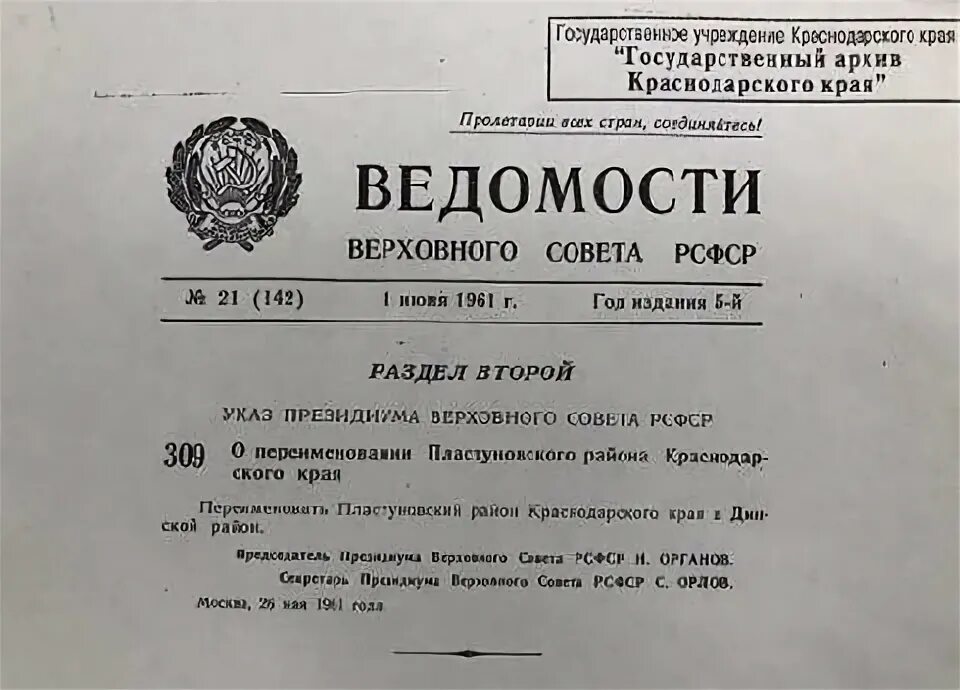 Государственное учреждение Краснодарского края
"Государственный архив
Краснодарского края"
Пролетарии всех стран, соединяйтесь!
ВЕДОМОСТИ
ВЕРХОВНОГО СОВЕТА РСФСР
№ 21 (142) 1 июня 1961 г. Год издания 5-й
РАЗДЕЛ ВТОРОЙ
УКАЗ ПРЕЗИДИУМА ВЕРХОВНОГО СОВЕТА РСФСР
309 О переименовании Пластуновского района Краснодар-
ского края
Переименовать Пластуновский район Краснодарского края в Дин-
ской район.
Председатель Президиума Верховного Совета РСФСР Н. ОРГАНОВ.
Секретарь Президиума Верховного Совета РСФСР С. ОРЛОВ.
Москва, 26 мая 1961 года